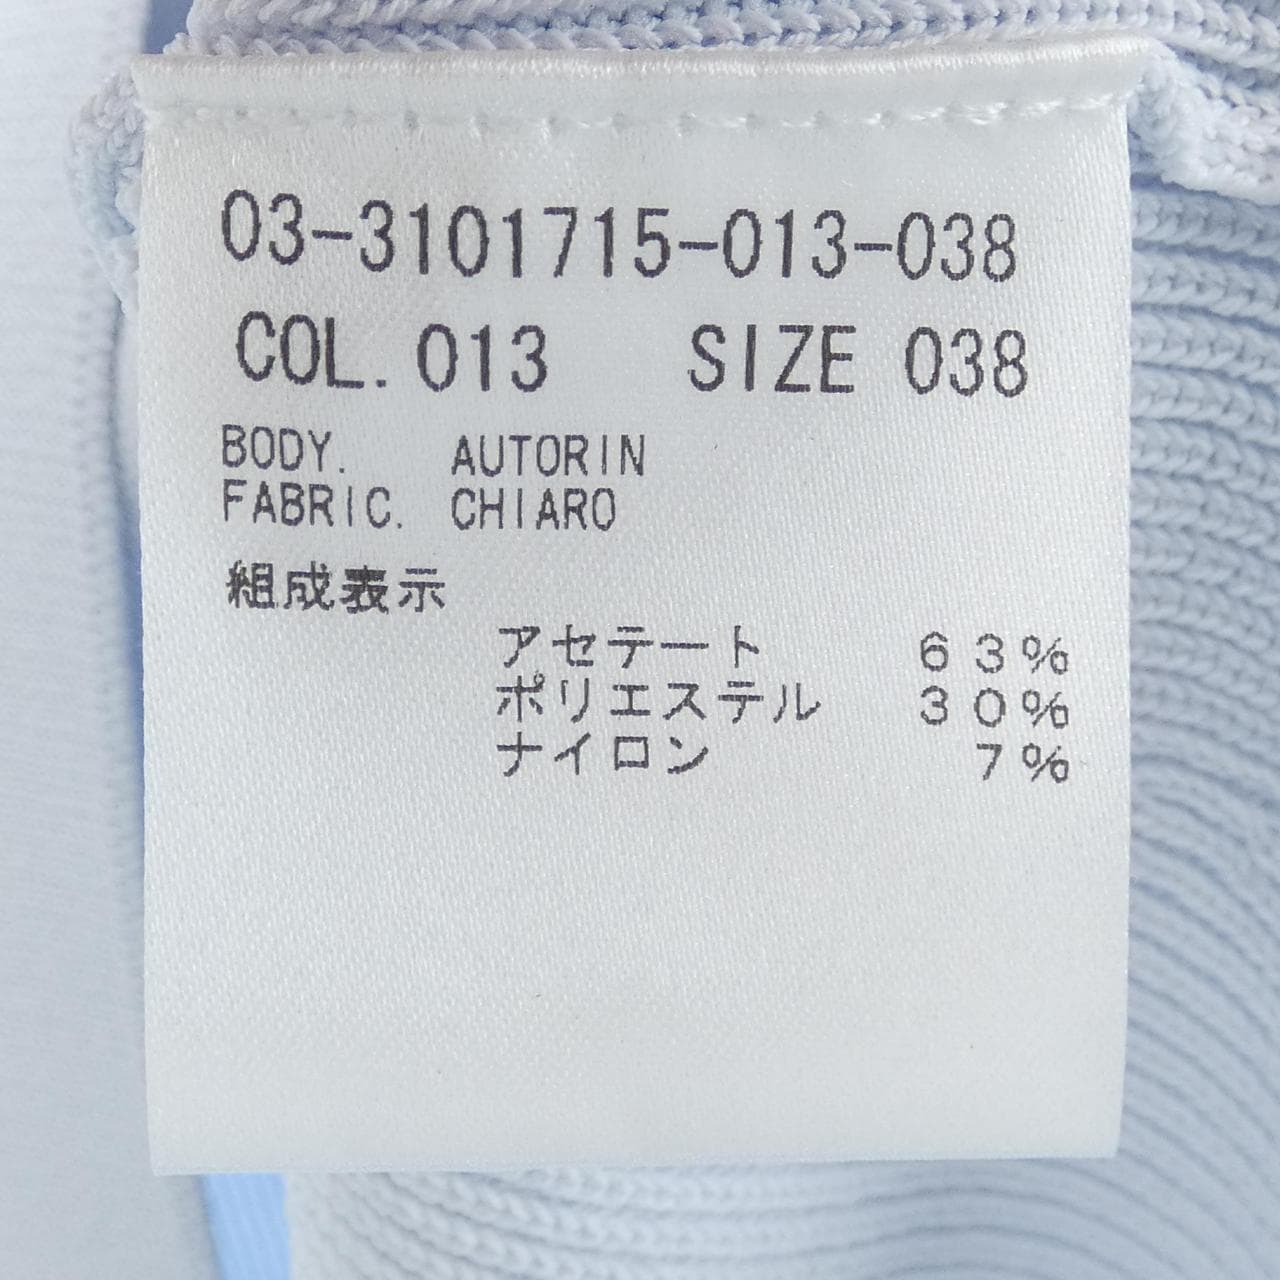 03-3101715-013-038
COL. 013 SIZE 038
BODY. AUTORIN
FABRIC. CHIARO
組成表示
アセテート 63%
ポリエステル 30%
ナイロン 7%